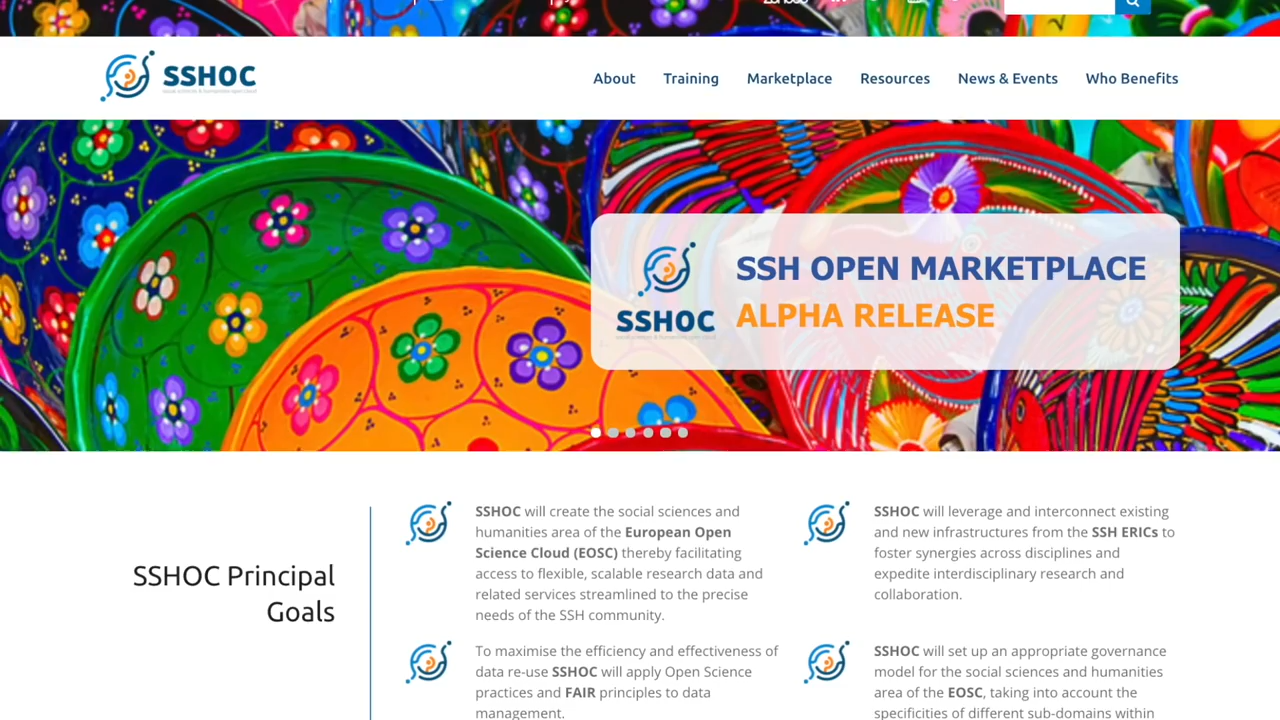 SSHOC
About
Training
Marketplace
Resources
News & Events
Who Benefits
SSH OPEN MARKETPLACE
ALPHA RELEASE
SSHOC
SSHOC Principal
Goals
SSHOC will create the social sciences and
humanities area of the European Open
Science Cloud (EOSC) thereby facilitating
access to flexible, scalable research data and
related services streamlined to the precise
needs of the SSH community.
SSHOC will leverage and interconnect existing
and new infrastructures from the SSH ERICs to
foster synergies across disciplines and
expedite interdisciplinary research and
collaboration.
To maximise the efficiency and effectiveness of
data re-use SSHOC will apply Open Science
practices and FAIR principles to data
management.
SSHOC will set up an appropriate governance
model for the social sciences and humanities
area of the EOSC, taking into account the
specificities of different sub-domains within